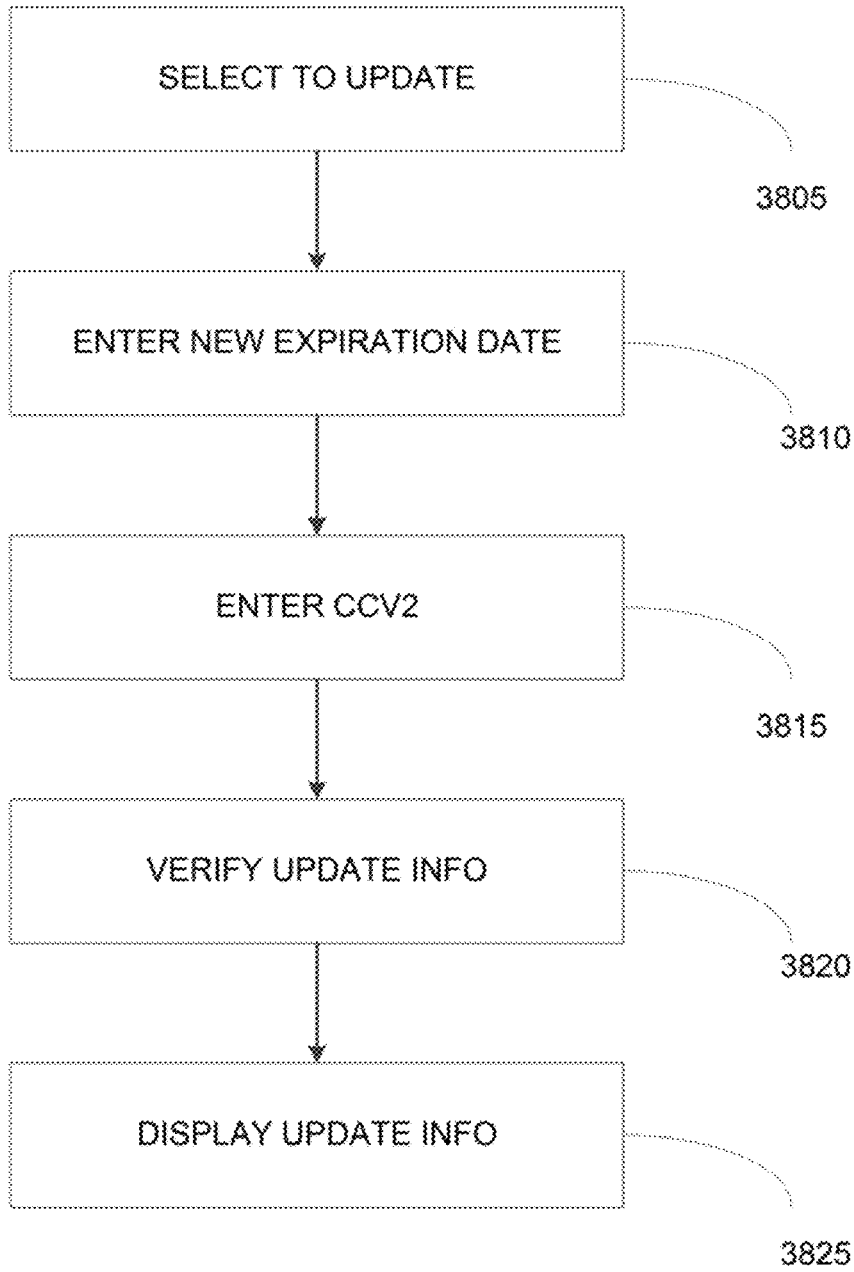 SELECT TO UPDATE
3805
ENTER NEW EXPIRATION DATE
3810
ENTER CCV2
3815
VERIFY UPDATE INFO
3820
DISPLAY UPDATE INFO
3825